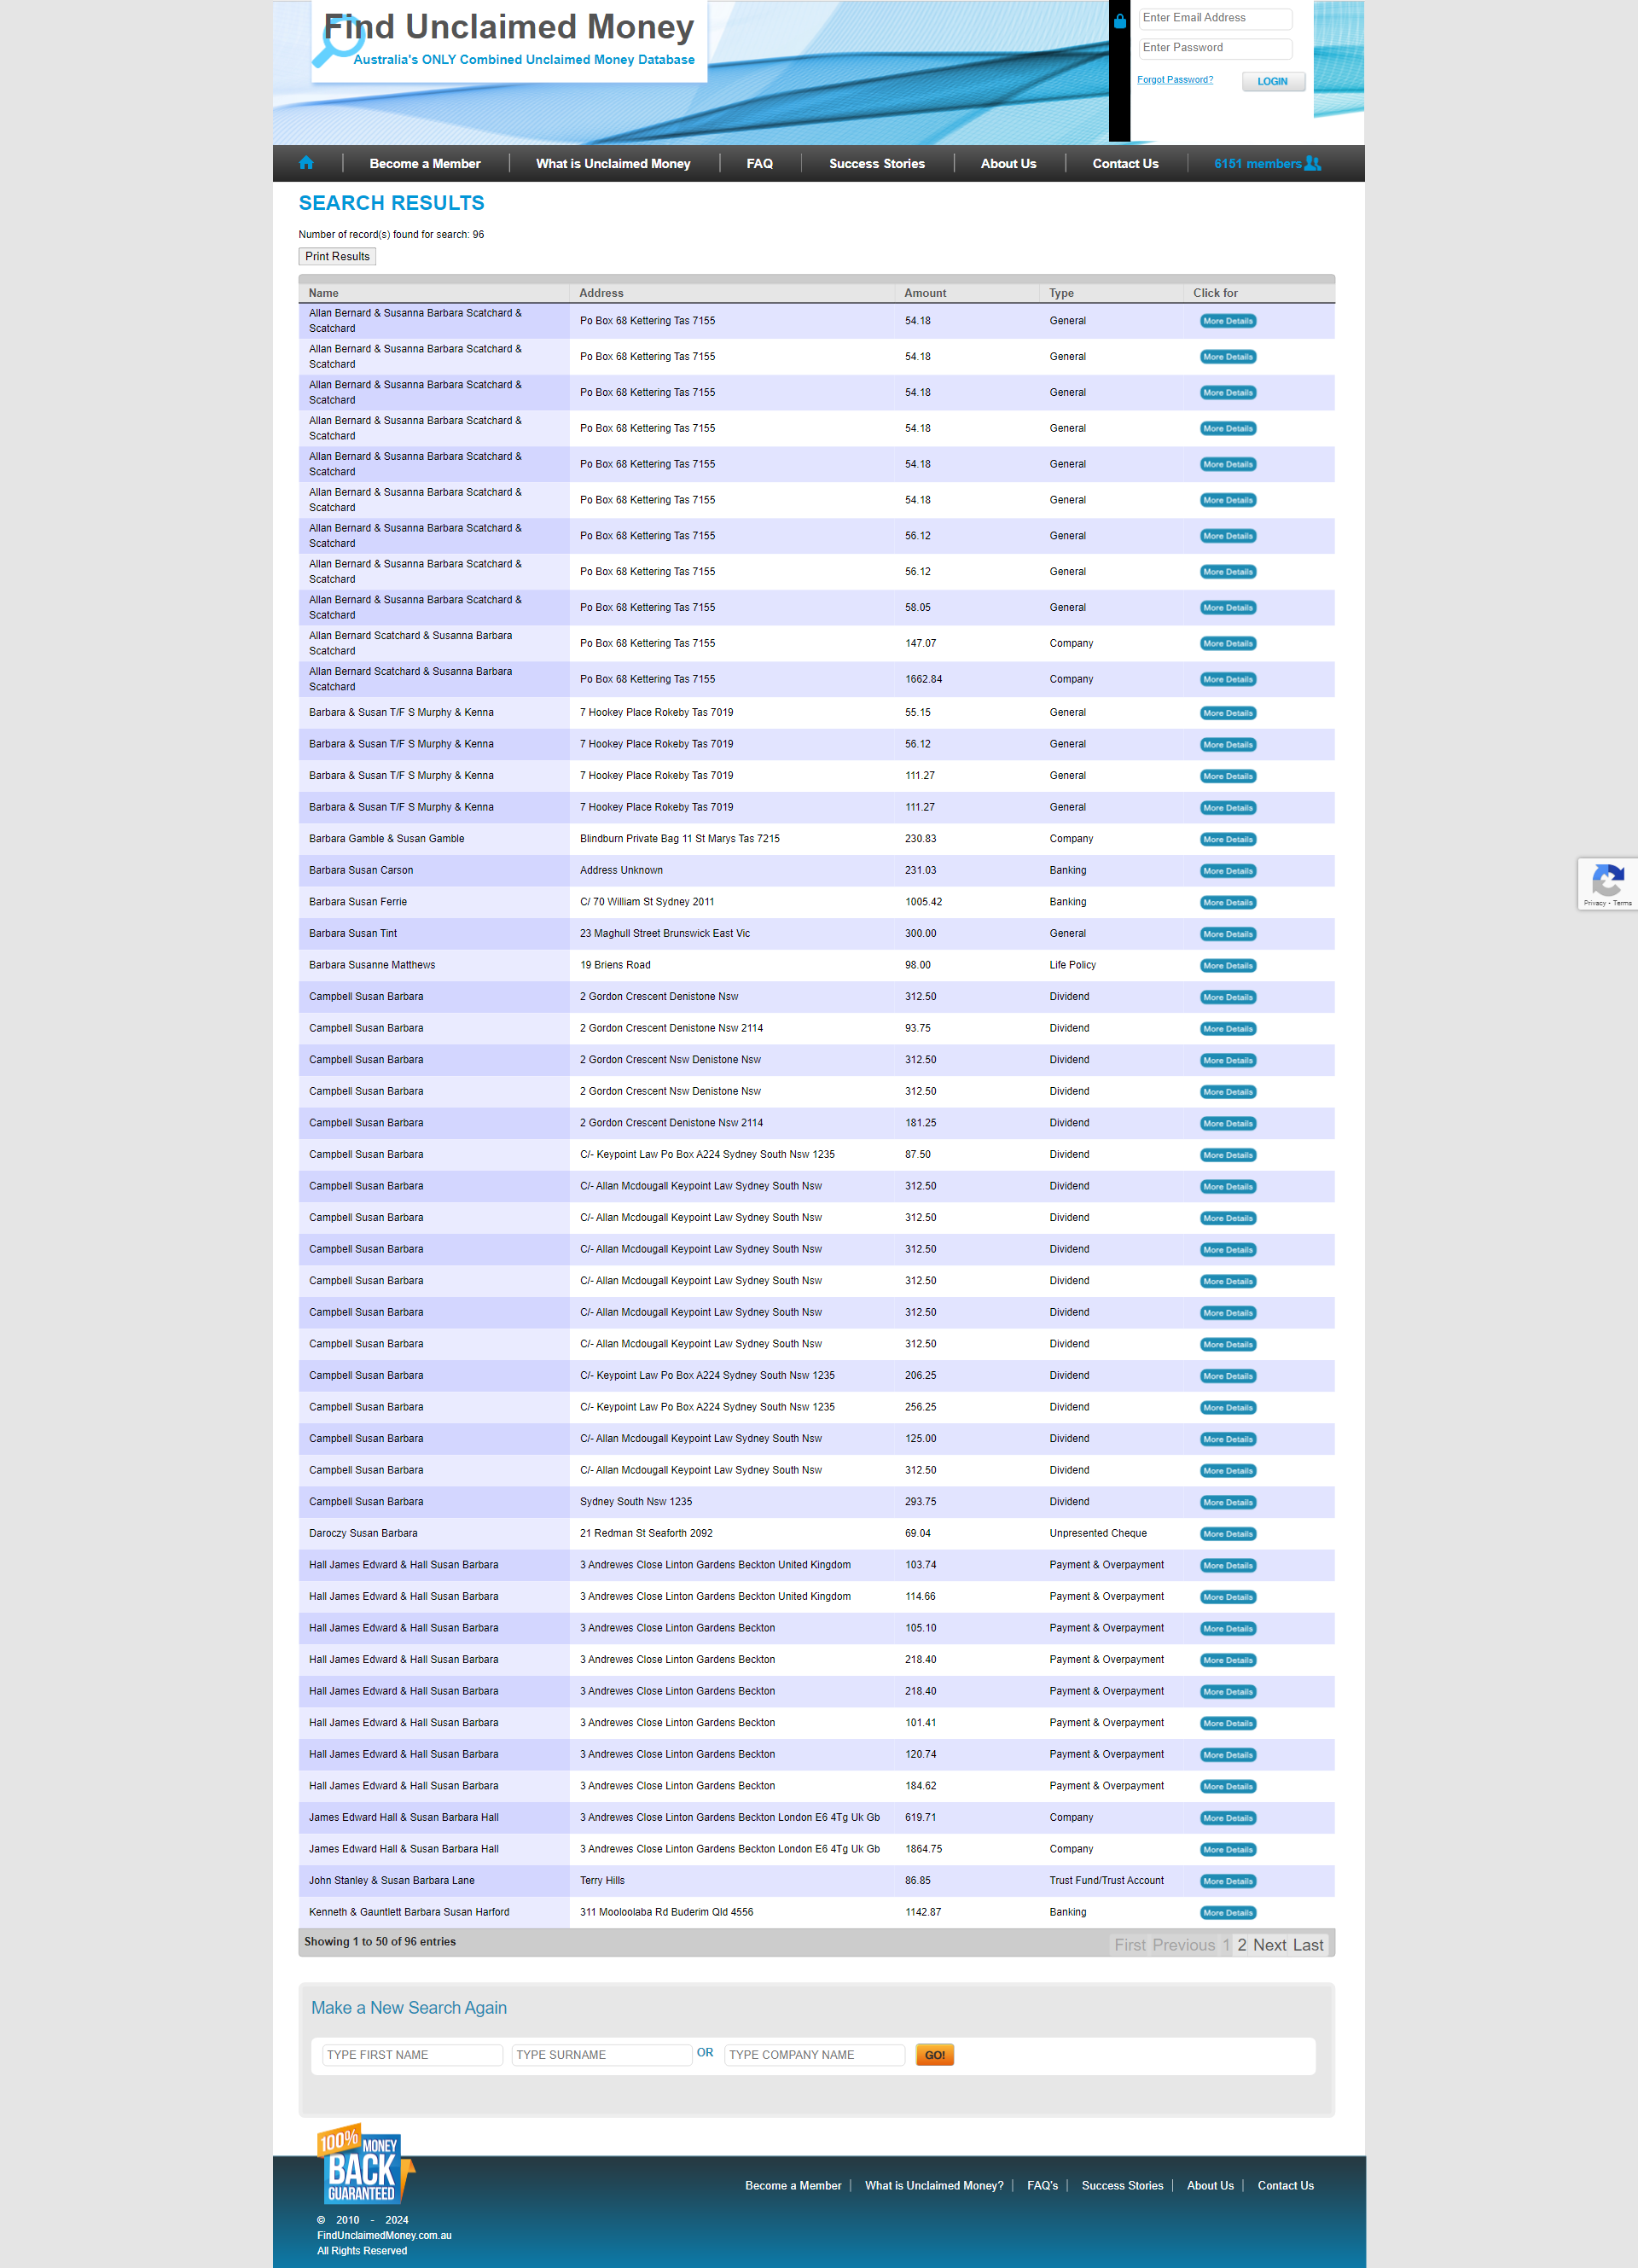 Find Unclaimed Money
Australia's ONLY Combined Unclaimed Money Database
Enter Email Address
Enter Password
Forgot Password? LOGIN
Become a Member What is Unclaimed Money FAQ Success Stories About Us Contact Us 6151 members
SEARCH RESULTS
Number of record(s) found for search: 96
Print Results
Name Address Amount Type Click for
Allan Bernard & Susanna Barbara Scatchard &
Scatchard Po Box 68 Kettering Tas 7155 54.18 General More Details
Allan Bernard & Susanna Barbara Scatchard &
Scatchard Po Box 68 Kettering Tas 7155 54.18 General More Details
Allan Bernard & Susanna Barbara Scatchard &
Scatchard Po Box 68 Kettering Tas 7155 54.18 General More Details
Allan Bernard & Susanna Barbara Scatchard &
Scatchard Po Box 68 Kettering Tas 7155 54.18 General More Details
Allan Bernard & Susanna Barbara Scatchard &
Scatchard Po Box 68 Kettering Tas 7155 54.18 General More Details
Allan Bernard & Susanna Barbara Scatchard &
Scatchard Po Box 68 Kettering Tas 7155 54.18 General More Details
Allan Bernard & Susanna Barbara Scatchard &
Scatchard Po Box 68 Kettering Tas 7155 56.12 General More Details
Allan Bernard & Susanna Barbara Scatchard &
Scatchard Po Box 68 Kettering Tas 7155 56.12 General More Details
Allan Bernard & Susanna Barbara Scatchard &
Scatchard Po Box 68 Kettering Tas 7155 58.05 General More Details
Allan Bernard Scatchard & Susanna Barbara
Scatchard Po Box 68 Kettering Tas 7155 147.07 Company More Details
Allan Bernard Scatchard & Susanna Barbara
Scatchard Po Box 68 Kettering Tas 7155 1662.84 Company More Details
Barbara & Susan T/F S Murphy & Kenna 7 Hookey Place Rokeby Tas 7019 55.15 General More Details
Barbara & Susan T/F S Murphy & Kenna 7 Hookey Place Rokeby Tas 7019 56.12 General More Details
Barbara & Susan T/F S Murphy & Kenna 7 Hookey Place Rokeby Tas 7019 111.27 General More Details
Barbara & Susan T/F S Murphy & Kenna 7 Hookey Place Rokeby Tas 7019 111.27 General More Details
Barbara Gamble & Susan Gamble Blindburn Private Bag 11 St Marys Tas 7215 230.83 Company More Details
Barbara Susan Carson Address Unknown 231.03 Banking More Details
Barbara Susan Ferrie C/ 70 William St Sydney 2011 1005.42 Banking More Details
Barbara Susan Tint 23 Maghull Street Brunswick East Vic 300.00 General More Details
Barbara Susanne Matthews 19 Briens Road 98.00 Life Policy More Details
Campbell Susan Barbara 2 Gordon Crescent Denistone Nsw 312.50 Dividend More Details
Campbell Susan Barbara 2 Gordon Crescent Denistone Nsw 2114 93.75 Dividend More Details
Campbell Susan Barbara 2 Gordon Crescent Nsw Denistone Nsw 312.50 Dividend More Details
Campbell Susan Barbara 2 Gordon Crescent Nsw Denistone Nsw 312.50 Dividend More Details
Campbell Susan Barbara 2 Gordon Crescent Denistone Nsw 2114 181.25 Dividend More Details
Campbell Susan Barbara C/- Keypoint Law Po Box A224 Sydney South Nsw 1235 87.50 Dividend More Details
Campbell Susan Barbara C/- Allan Mcdougall Keypoint Law Sydney South Nsw 312.50 Dividend More Details
Campbell Susan Barbara C/- Allan Mcdougall Keypoint Law Sydney South Nsw 312.50 Dividend More Details
Campbell Susan Barbara C/- Allan Mcdougall Keypoint Law Sydney South Nsw 312.50 Dividend More Details
Campbell Susan Barbara C/- Allan Mcdougall Keypoint Law Sydney South Nsw 312.50 Dividend More Details
Campbell Susan Barbara C/- Allan Mcdougall Keypoint Law Sydney South Nsw 312.50 Dividend More Details
Campbell Susan Barbara C/- Allan Mcdougall Keypoint Law Sydney South Nsw 312.50 Dividend More Details
Campbell Susan Barbara C/- Keypoint Law Po Box A224 Sydney South Nsw 1235 206.25 Dividend More Details
Campbell Susan Barbara C/- Keypoint Law Po Box A224 Sydney South Nsw 1235 256.25 Dividend More Details
Campbell Susan Barbara C/- Allan Mcdougall Keypoint Law Sydney South Nsw 125.00 Dividend More Details
Campbell Susan Barbara C/- Allan Mcdougall Keypoint Law Sydney South Nsw 312.50 Dividend More Details
Campbell Susan Barbara Sydney South Nsw 1235 293.75 Dividend More Details
Daroczy Susan Barbara 21 Redman St Seaforth 2092 69.04 Unpresented Cheque More Details
Hall James Edward & Hall Susan Barbara 3 Andrewes Close Linton Gardens Beckton United Kingdom 103.74 Payment & Overpayment More Details
Hall James Edward & Hall Susan Barbara 3 Andrewes Close Linton Gardens Beckton United Kingdom 114.66 Payment & Overpayment More Details
Hall James Edward & Hall Susan Barbara 3 Andrewes Close Linton Gardens Beckton 105.10 Payment & Overpayment More Details
Hall James Edward & Hall Susan Barbara 3 Andrewes Close Linton Gardens Beckton 218.40 Payment & Overpayment More Details
Hall James Edward & Hall Susan Barbara 3 Andrewes Close Linton Gardens Beckton 218.40 Payment & Overpayment More Details
Hall James Edward & Hall Susan Barbara 3 Andrewes Close Linton Gardens Beckton 101.41 Payment & Overpayment More Details
Hall James Edward & Hall Susan Barbara 3 Andrewes Close Linton Gardens Beckton 120.74 Payment & Overpayment More Details
Hall James Edward & Hall Susan Barbara 3 Andrewes Close Linton Gardens Beckton 184.62 Payment & Overpayment More Details
James Edward Hall & Susan Barbara Hall 3 Andrewes Close Linton Gardens Beckton London E6 4Tg Uk Gb 619.71 Company More Details
James Edward Hall & Susan Barbara Hall 3 Andrewes Close Linton Gardens Beckton London E6 4Tg Uk Gb 1864.75 Company More Details
John Stanley & Susan Barbara Lane Terry Hills 86.85 Trust Fund/Trust Account More Details
Kenneth & Gauntlett Barbara Susan Harford 311 Mooloolaba Rd Buderim Qld 4556 1142.87 Banking More Details
Showing 1 to 50 of 96 entries First Previous 1 2 Next Last
Privacy - Terms
Make a New Search Again
TYPE FIRST NAME TYPE SURNAME OR TYPE COMPANY NAME GO!
100% MONEY
BACK
GUARANTEED
Become a Member | What is Unclaimed Money? | FAQ's | Success Stories | About Us | Contact Us
© 2010 - 2024
FindUnclaimedMoney.com.au
All Rights Reserved